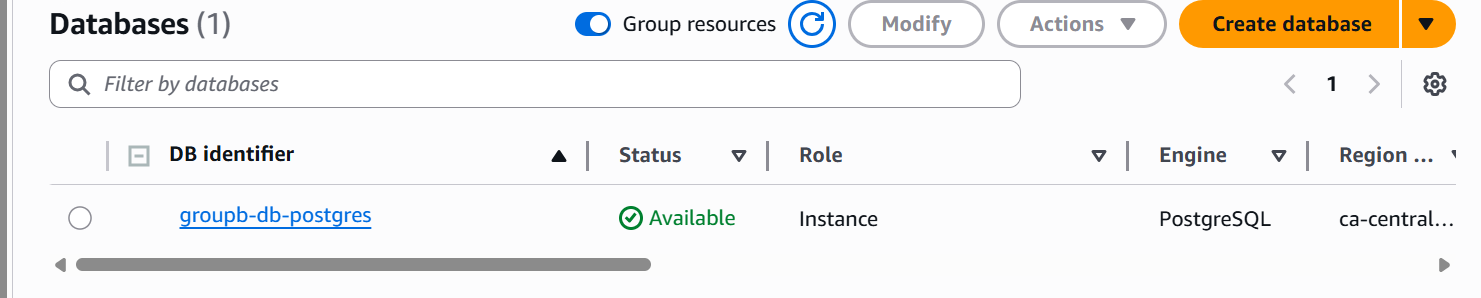 Databases (1)
Group resources
Modify
Actions
Create database
Filter by databases
1
DB identifier Status Role Engine Region ...
groupb-db-postgres Available Instance PostgreSQL ca-central...